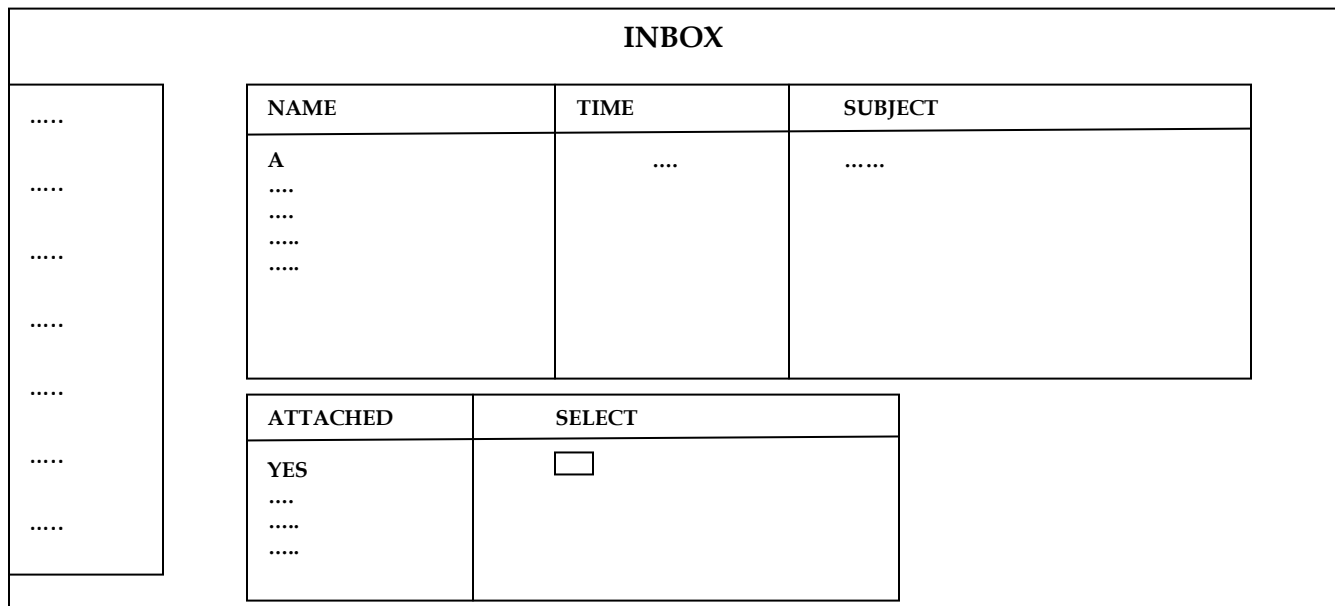 INBOX
…..
…..
…..
…..
…..
…..
…..
NAME TIME SUBJECT
A …. ……
….
….
…..
…..
ATTACHED SELECT
YES
….
…..
…..